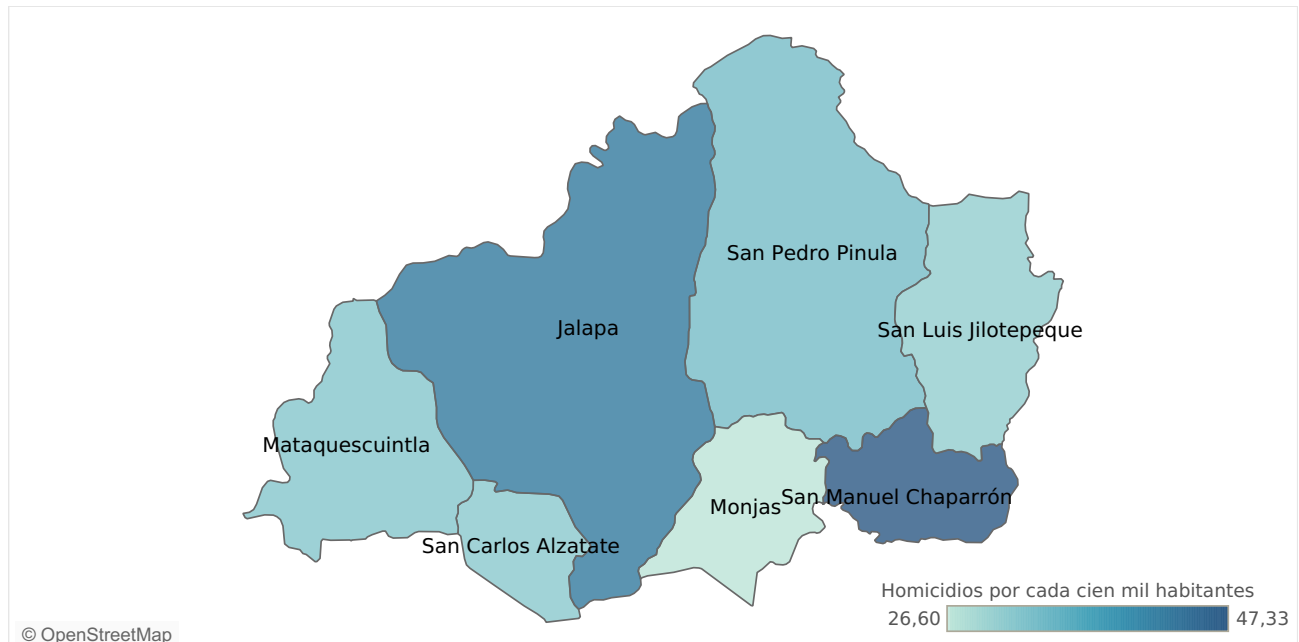 San Pedro Pinula
Jalapa
San Luis Jilotepeque
Mataquescuintla
San Manuel Chaparrón
Monjas
San Carlos Alzatate
Homicidios por cada cien mil habitantes
26,60
47,33
© OpenStreetMap